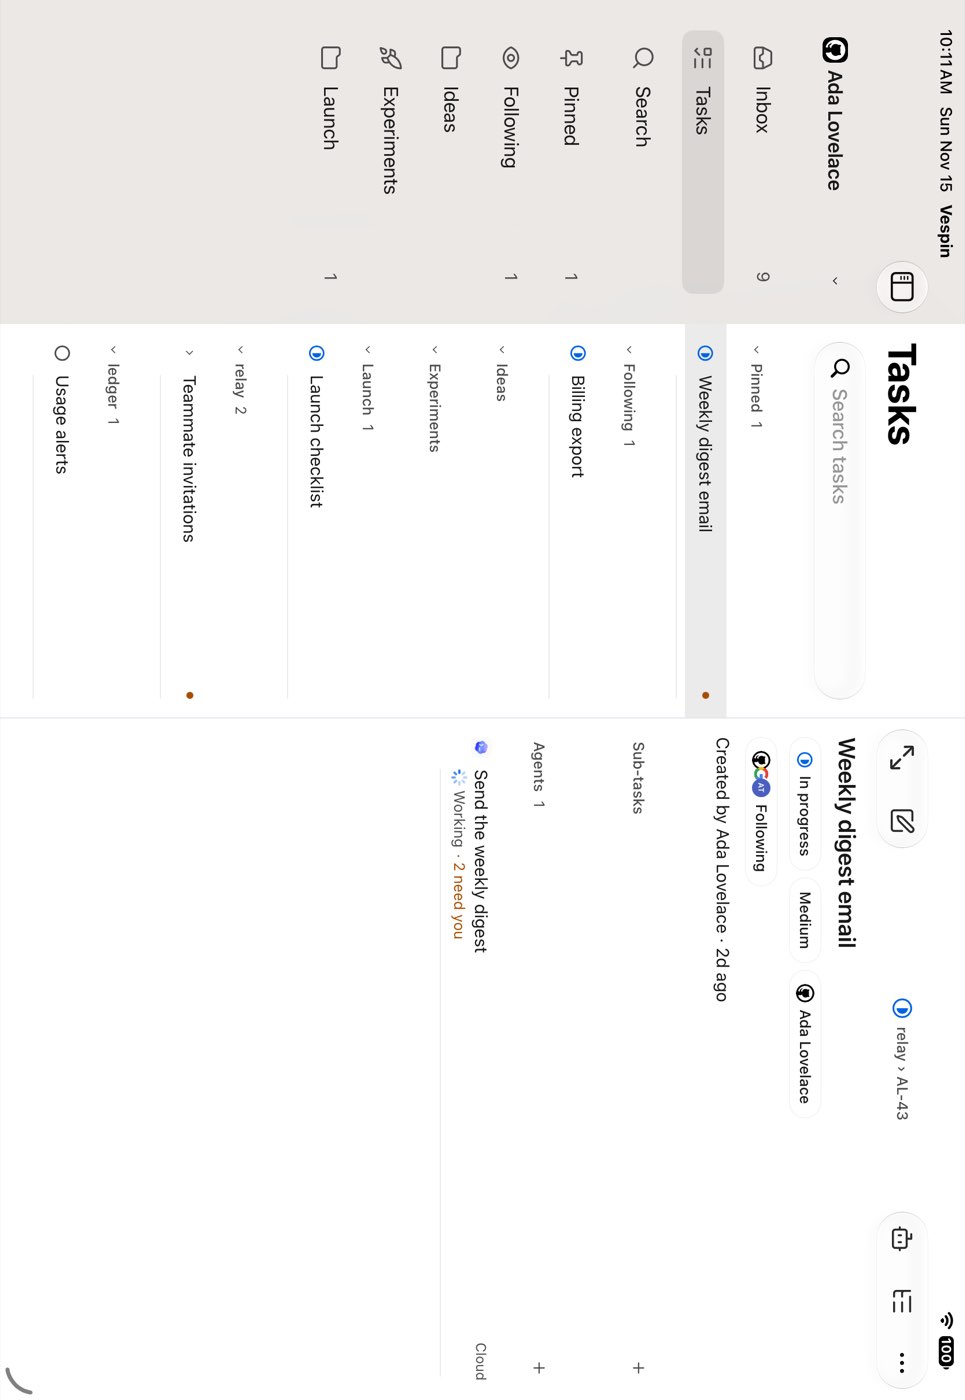 10:11 AM Sun Nov 15 Vespin
100
Ada Lovelace
Inbox 9
Tasks
Search
Pinned 1
Following 1
Ideas
Experiments
Launch 1
Tasks
Search tasks
Pinned 1
Weekly digest email
Following 1
Billing export
Ideas
Experiments
Launch 1
Launch checklist
relay 2
Teammate invitations
ledger 1
Usage alerts
relay › AL-43
Weekly digest email
In progress Medium Ada Lovelace
AT Following
Created by Ada Lovelace · 2d ago
Sub-tasks
Agents 1
Send the weekly digest Cloud
Working · 2 need you